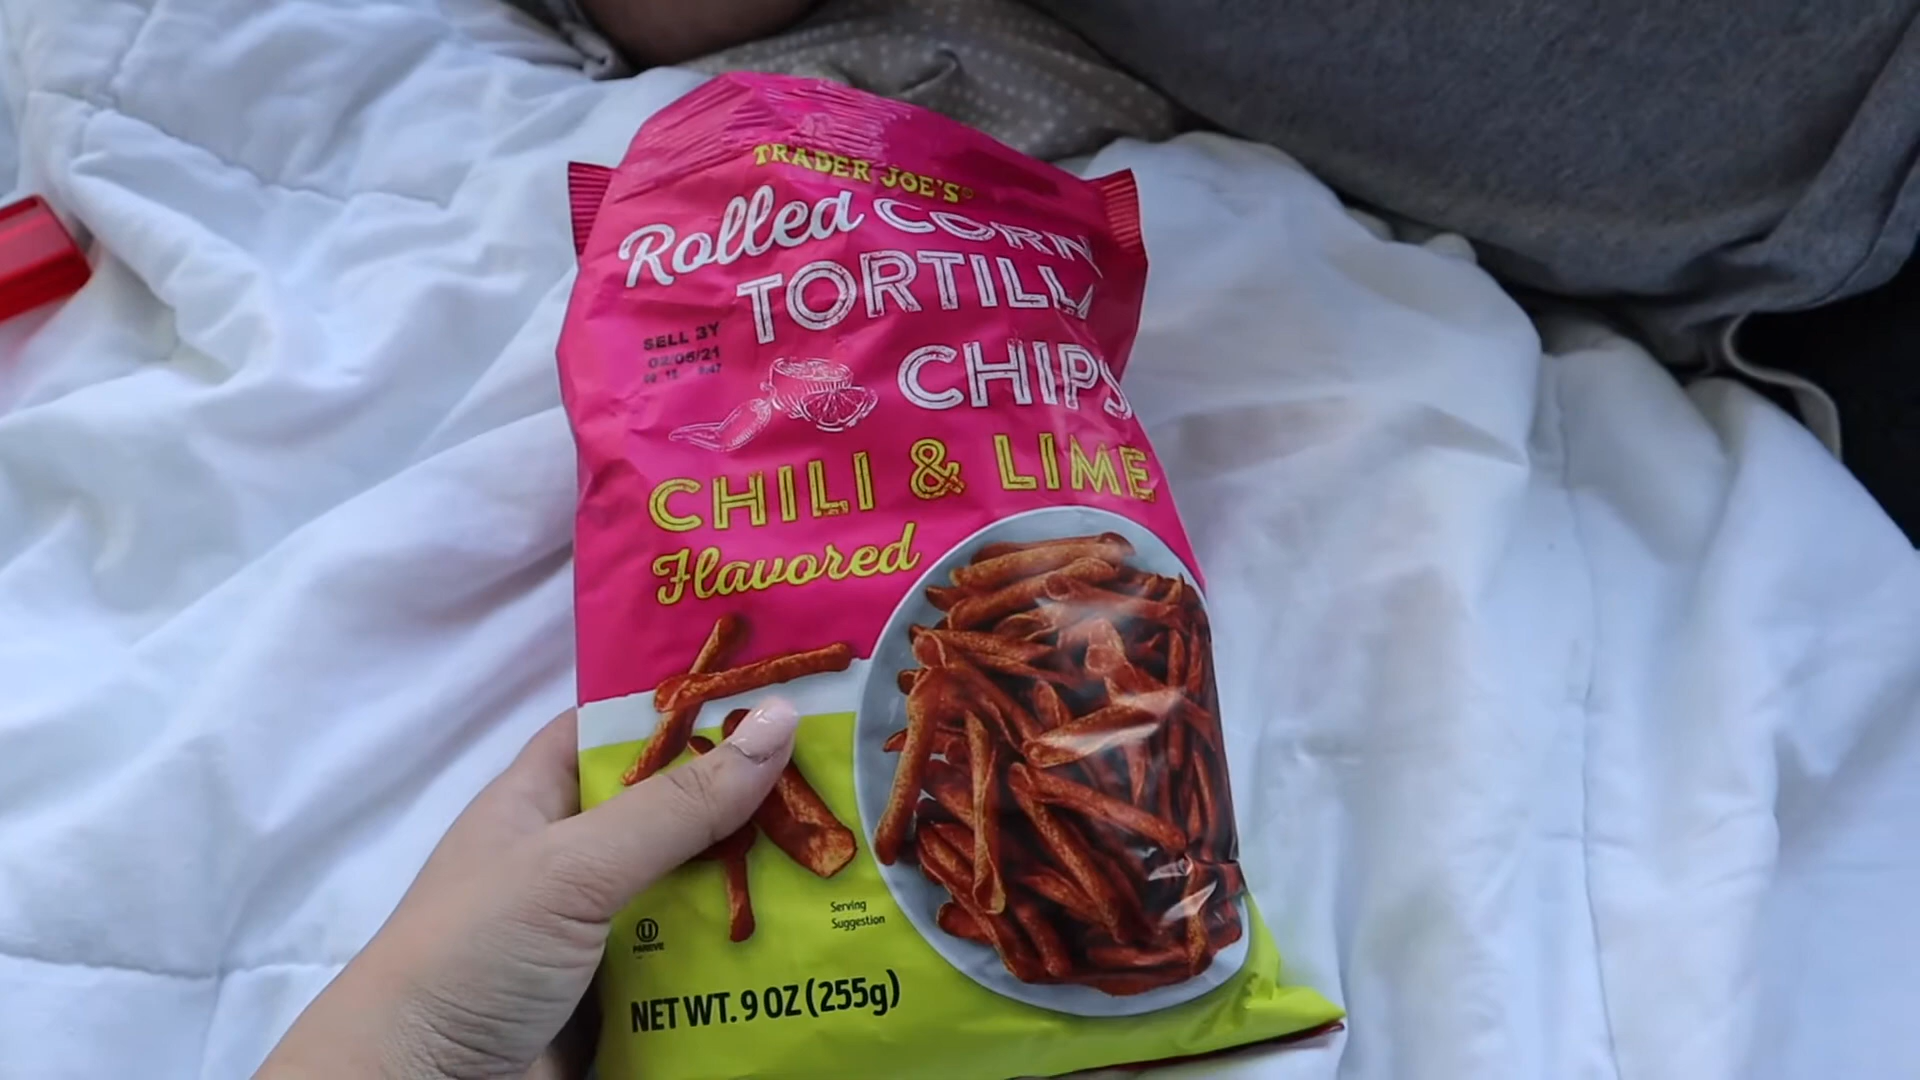 TRADER JOE'S®
Rolled CORN
TORTILLA
CHIPS
SELL BY
02/06/21
CHILI & LIME
Flavored
Serving
Suggestion
U
PAREVE
NET WT. 9 OZ (255g)